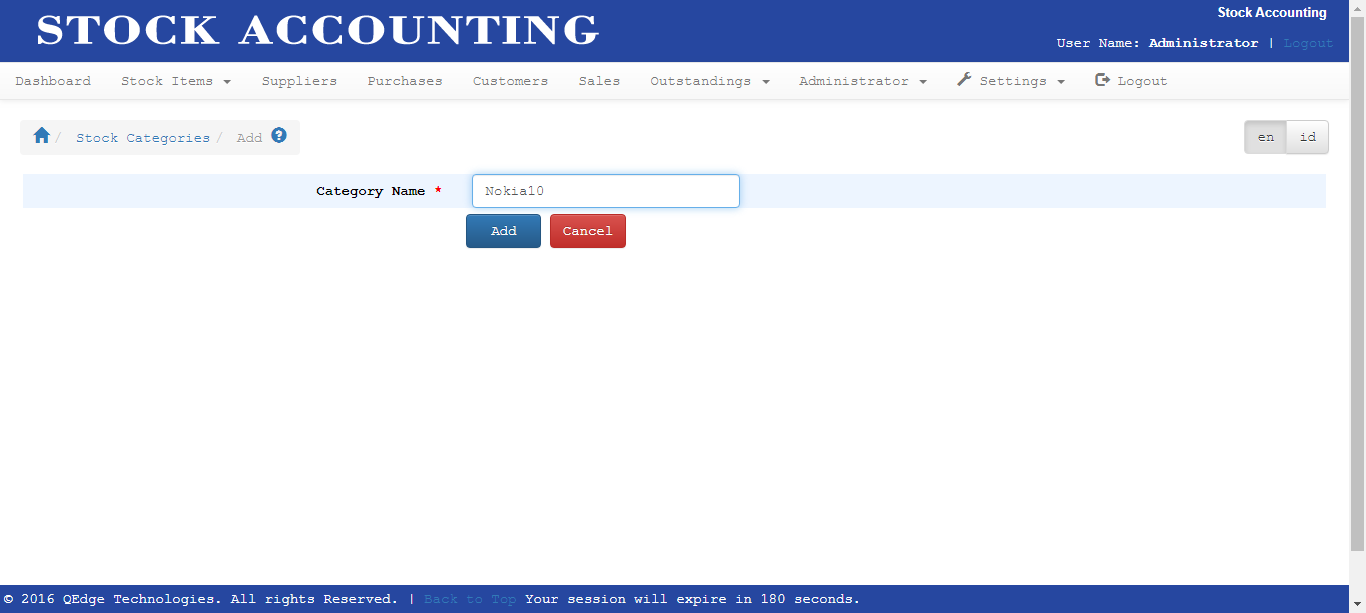 STOCK ACCOUNTING
Stock Accounting
User Name: Administrator | Logout
Dashboard Stock Items Suppliers Purchases Customers Sales Outstandings Administrator Settings Logout
/ Stock Categories / Add ?
en id
Category Name * Nokia10
Add Cancel
© 2016 QEdge Technologies. All rights Reserved. | Back to Top Your session will expire in 180 seconds.